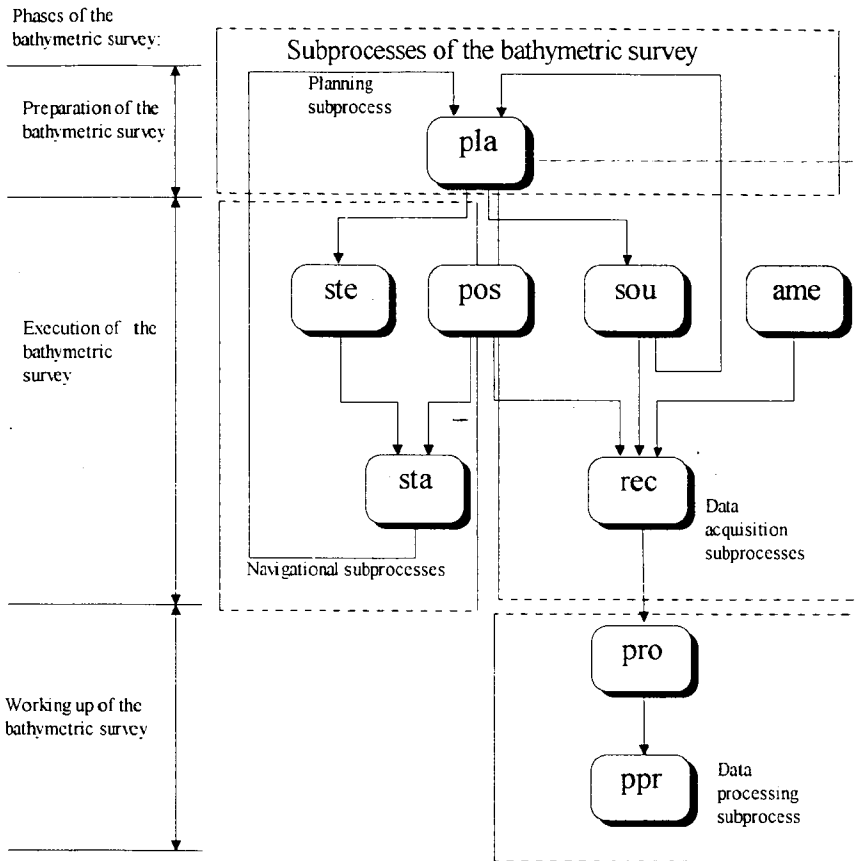 Phases of the
bathymetric survey:
Subprocesses of the bathymetric survey
Planning
subprocess
Preparation of the
bathymetric survey
pla
ste
pos
sou
ame
Execution of the
bathymetric
survey
sta
rec
Data
acquisition
subprocesses
Navigational subprocesses
pro
Working up of the
bathymetric survey
ppr
Data
processing
subprocess